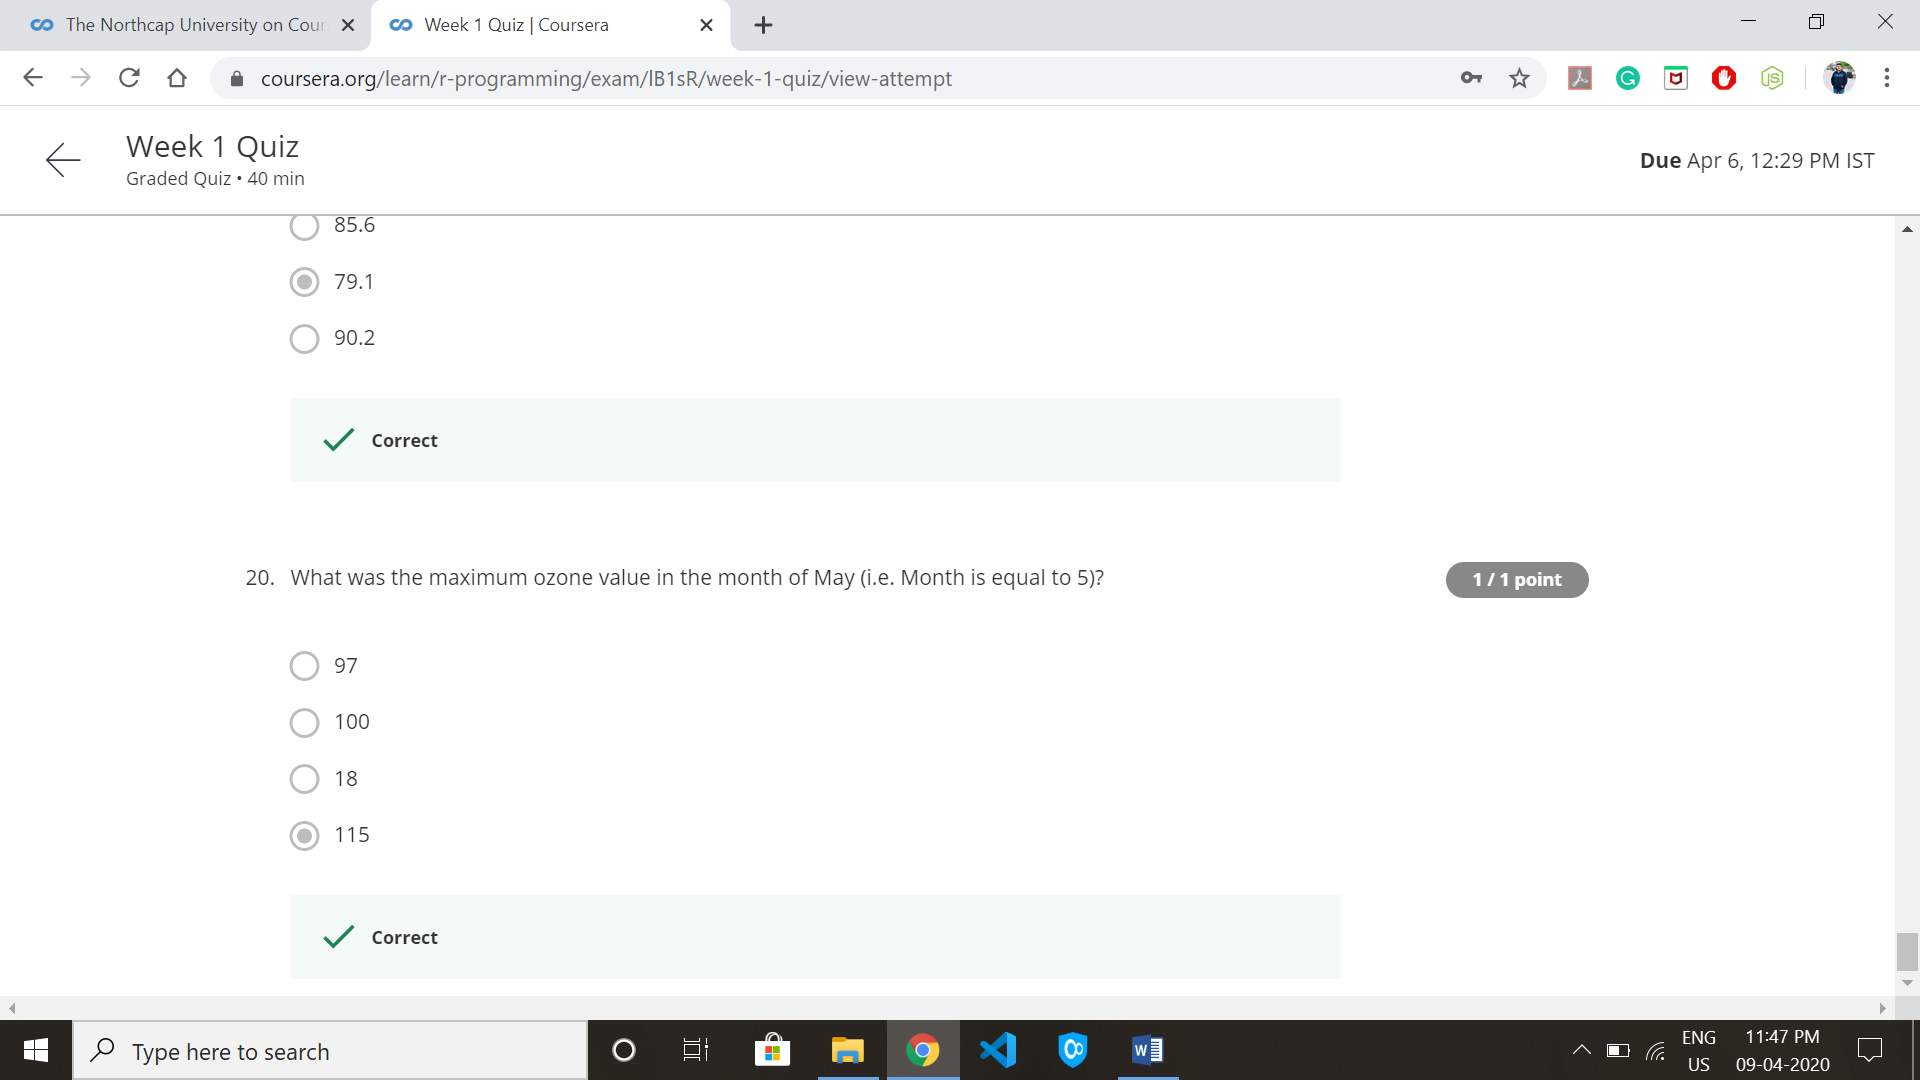 The Northcap University on Cour
Week 1 Quiz | Coursera
coursera.org/learn/r-programming/exam/lB1sR/week-1-quiz/view-attempt
Week 1 Quiz
Graded Quiz • 40 min
Due Apr 6, 12:29 PM IST
85.6
79.1
90.2
Correct
20. What was the maximum ozone value in the month of May (i.e. Month is equal to 5)?
1 / 1 point
97
100
18
115
Correct
Type here to search
ENG
US
11:47 PM
09-04-2020